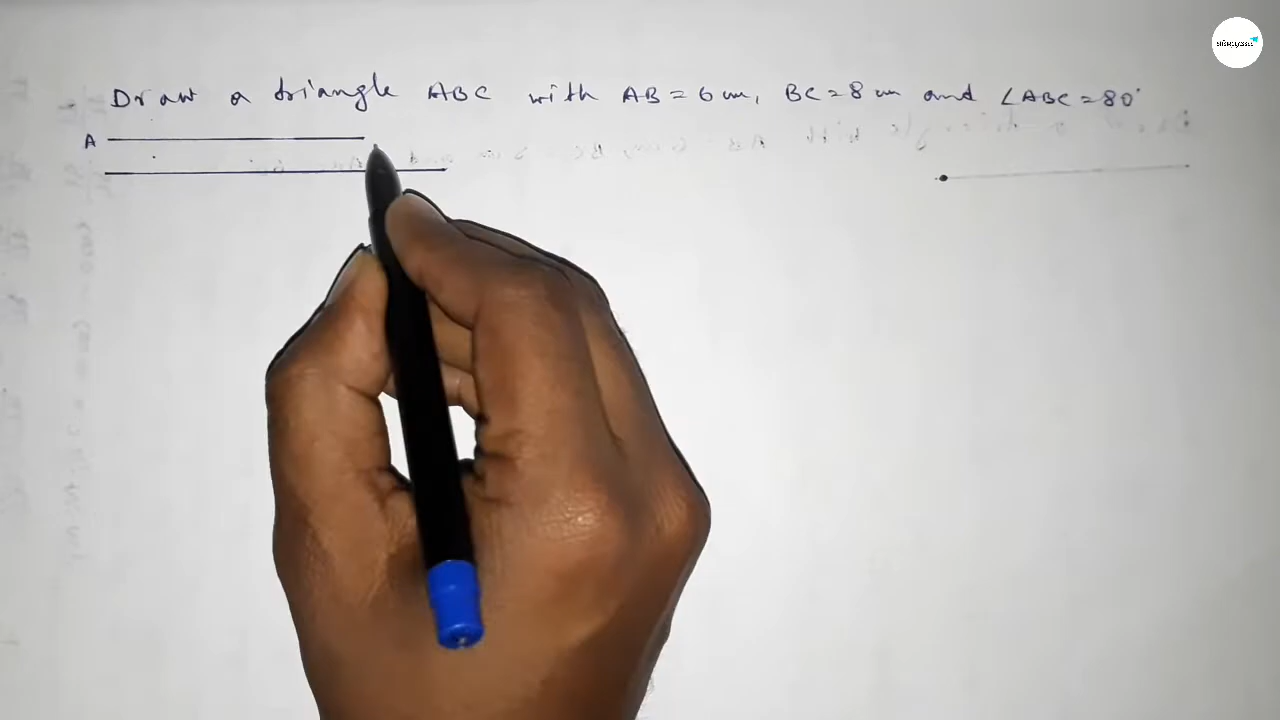 Draw a triangle ABC with AB = 6 cm, BC = 8 cm and ∠ABC = 80°
A